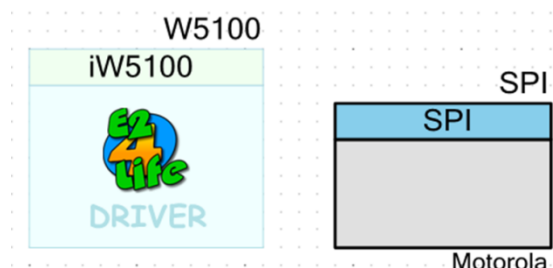 W5100
iW5100
E2
4
Life
DRIVER
SPI
SPI
Motorola